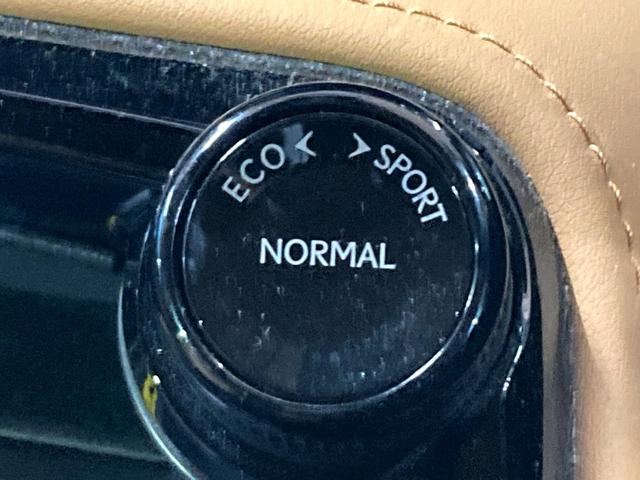 ECO < > SPORT
NORMAL